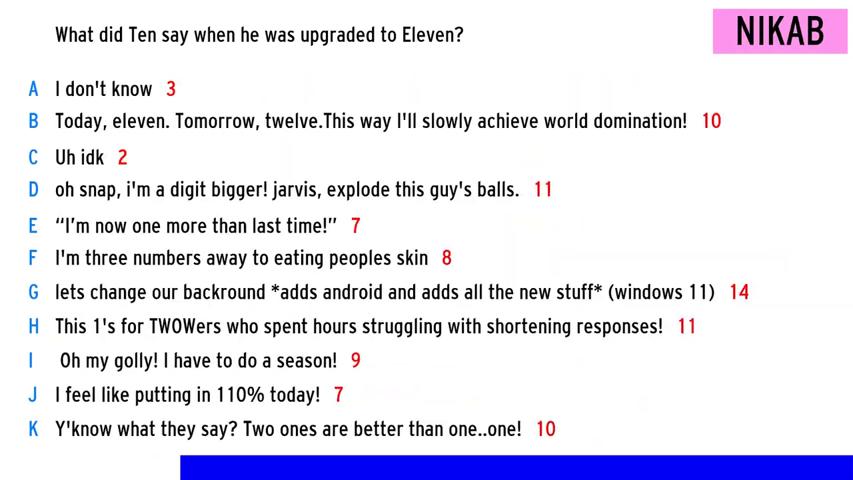 What did Ten say when he was upgraded to Eleven?
NIKAB
A I don't know 3
B Today, eleven. Tomorrow, twelve.This way I'll slowly achieve world domination! 10
C Uh idk 2
D oh snap, i'm a digit bigger! jarvis, explode this guy's balls. 11
E “I’m now one more than last time!” 7
F I'm three numbers away to eating peoples skin 8
G lets change our backround *adds android and adds all the new stuff* (windows 11) 14
H This 1's for TWOWers who spent hours struggling with shortening responses! 11
I Oh my golly! I have to do a season! 9
J I feel like putting in 110% today! 7
K Y'know what they say? Two ones are better than one..one! 10